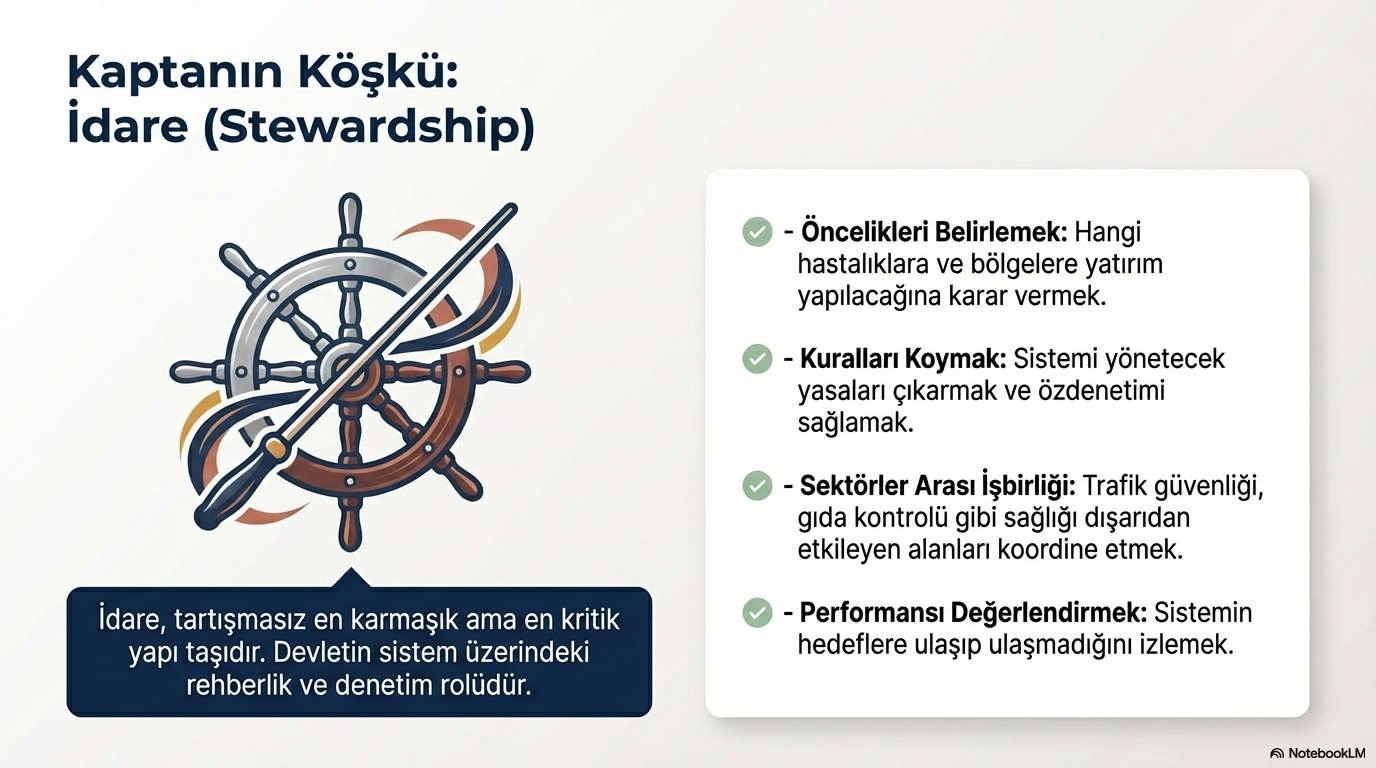 Kaptanın Köşkü:
İdare (Stewardship)
İdare, tartışmasız en karmaşık ama en kritik
yapı taşıdır. Devletin sistem üzerindeki
rehberlik ve denetim rolüdür.
- Öncelikleri Belirlemek: Hangi
hastalıklara ve bölgelere yatırım
yapılacağına karar vermek.
- Kuralları Koymak: Sistemi yönetecek
yasaları çıkarmak ve özdenetimi
sağlamak.
- Sektörler Arası İşbirliği: Trafik güvenliği,
gıda kontrolü gibi sağlığı dışarıdan
etkileyen alanları koordine etmek.
- Performansı Değerlendirmek: Sistemin
hedeflere ulaşıp ulaşmadığını izlemek.
NotebookLM